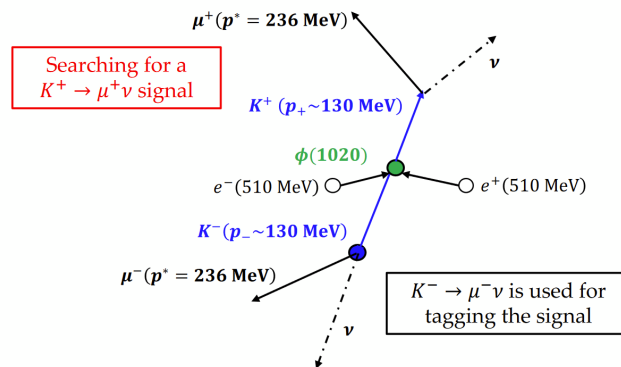 μ⁺(p* = 236 MeV)
Searching for a
K⁺ → μ⁺ν signal
ν
K⁺ (p₊~130 MeV)
ϕ(1020)
e⁻(510 MeV)
e⁺(510 MeV)
K⁻(p₋~130 MeV)
μ⁻(p* = 236 MeV)
K⁻ → μ⁻ν is used for
tagging the signal
ν